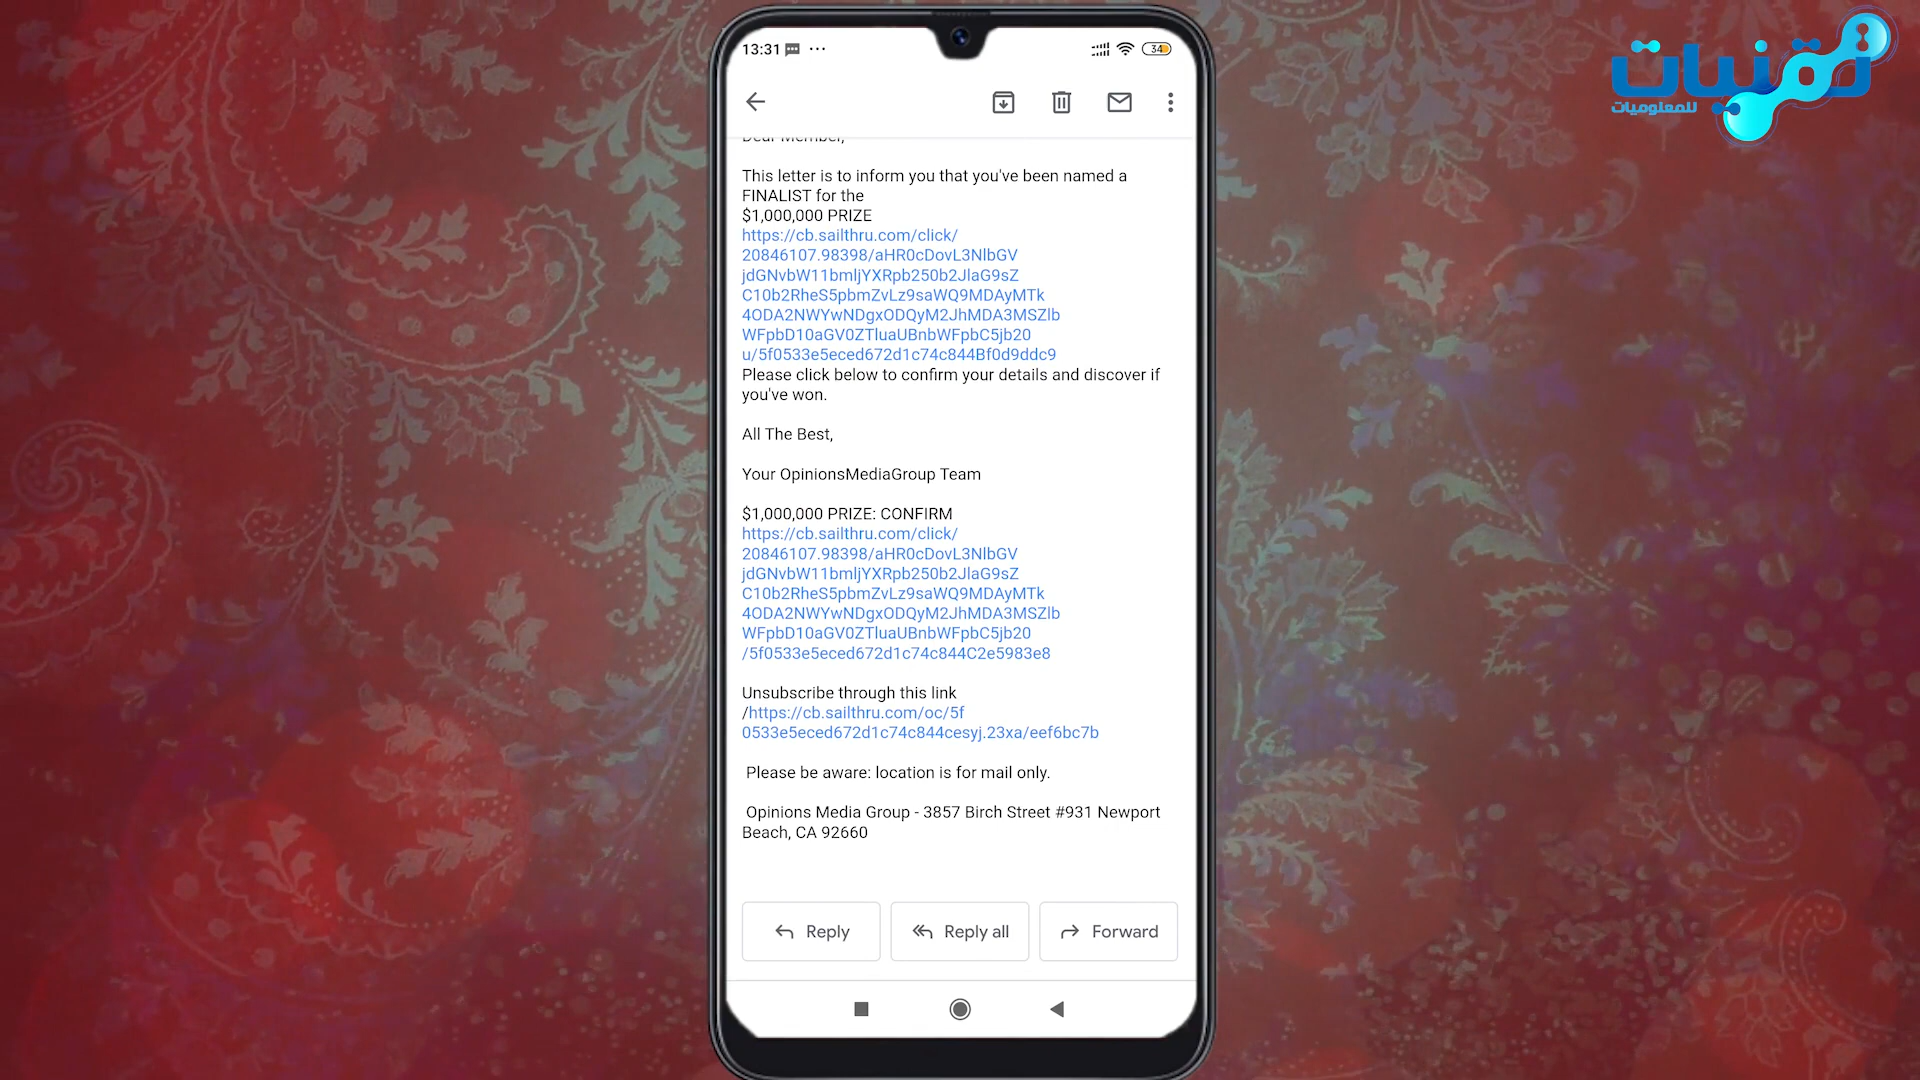 13:31
34
تقنيات
للمعلوميات
Dear Member,
This letter is to inform you that you've been named a
FINALIST for the
$1,000,000 PRIZE
https://cb.sailthru.com/click/
20846107.98398/aHR0cDovL3NlbGV
jdGNvbW11bmljYXRpb250b2JlaG9sZ
C10b2RheS5pbmZvLz9saWQ9MDAyMTk
4ODA2NWYwNDgxODQyM2JhMDA3MSZlb
WFpbD10aGV0ZTluaUBnbWFpbC5jb20
u/5f0533e5eced672d1c74c844Bf0d9ddc9
Please click below to confirm your details and discover if
you've won.
All The Best,
Your OpinionsMediaGroup Team
$1,000,000 PRIZE: CONFIRM
https://cb.sailthru.com/click/
20846107.98398/aHR0cDovL3NlbGV
jdGNvbW11bmljYXRpb250b2JlaG9sZ
C10b2RheS5pbmZvLz9saWQ9MDAyMTk
4ODA2NWYwNDgxODQyM2JhMDA3MSZlb
WFpbD10aGV0ZTluaUBnbWFpbC5jb20
/5f0533e5eced672d1c74c844C2e5983e8
Unsubscribe through this link
/https://cb.sailthru.com/oc/5f
0533e5eced672d1c74c844cesyj.23xa/eef6bc7b
Please be aware: location is for mail only.
Opinions Media Group - 3857 Birch Street #931 Newport
Beach, CA 92660
Reply
Reply all
Forward